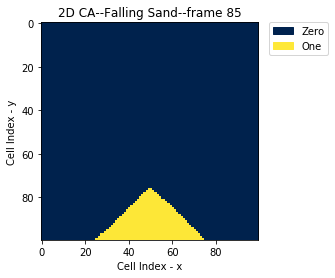 2D CA--Falling Sand--frame 85
Zero
One
0
20
40
60
80
Cell Index - y
0
20
40
60
80
Cell Index - x